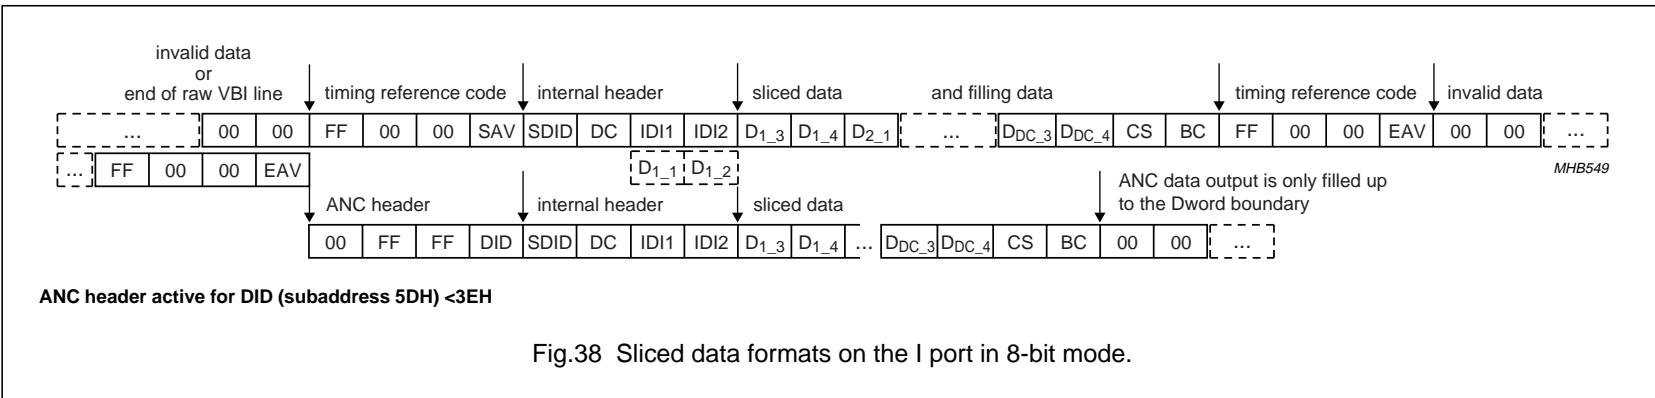 invalid data
or
end of raw VBI line
timing reference code
internal header
sliced data
and filling data
timing reference code
invalid data
... 00 00 FF 00 00 SAV SDID DC IDI1 IDI2 D1_3 D1_4 D2_1 ... DDC_3 DDC_4 CS BC FF 00 00 EAV 00 00 ...
... FF 00 00 EAV
D1_1 D1_2
MHB549
ANC header
internal header
sliced data
ANC data output is only filled up
to the Dword boundary
00 FF FF DID SDID DC IDI1 IDI2 D1_3 D1_4 ... DDC_3 DDC_4 CS BC 00 00 ...
ANC header active for DID (subaddress 5DH) <3EH
Fig.38 Sliced data formats on the I port in 8-bit mode.